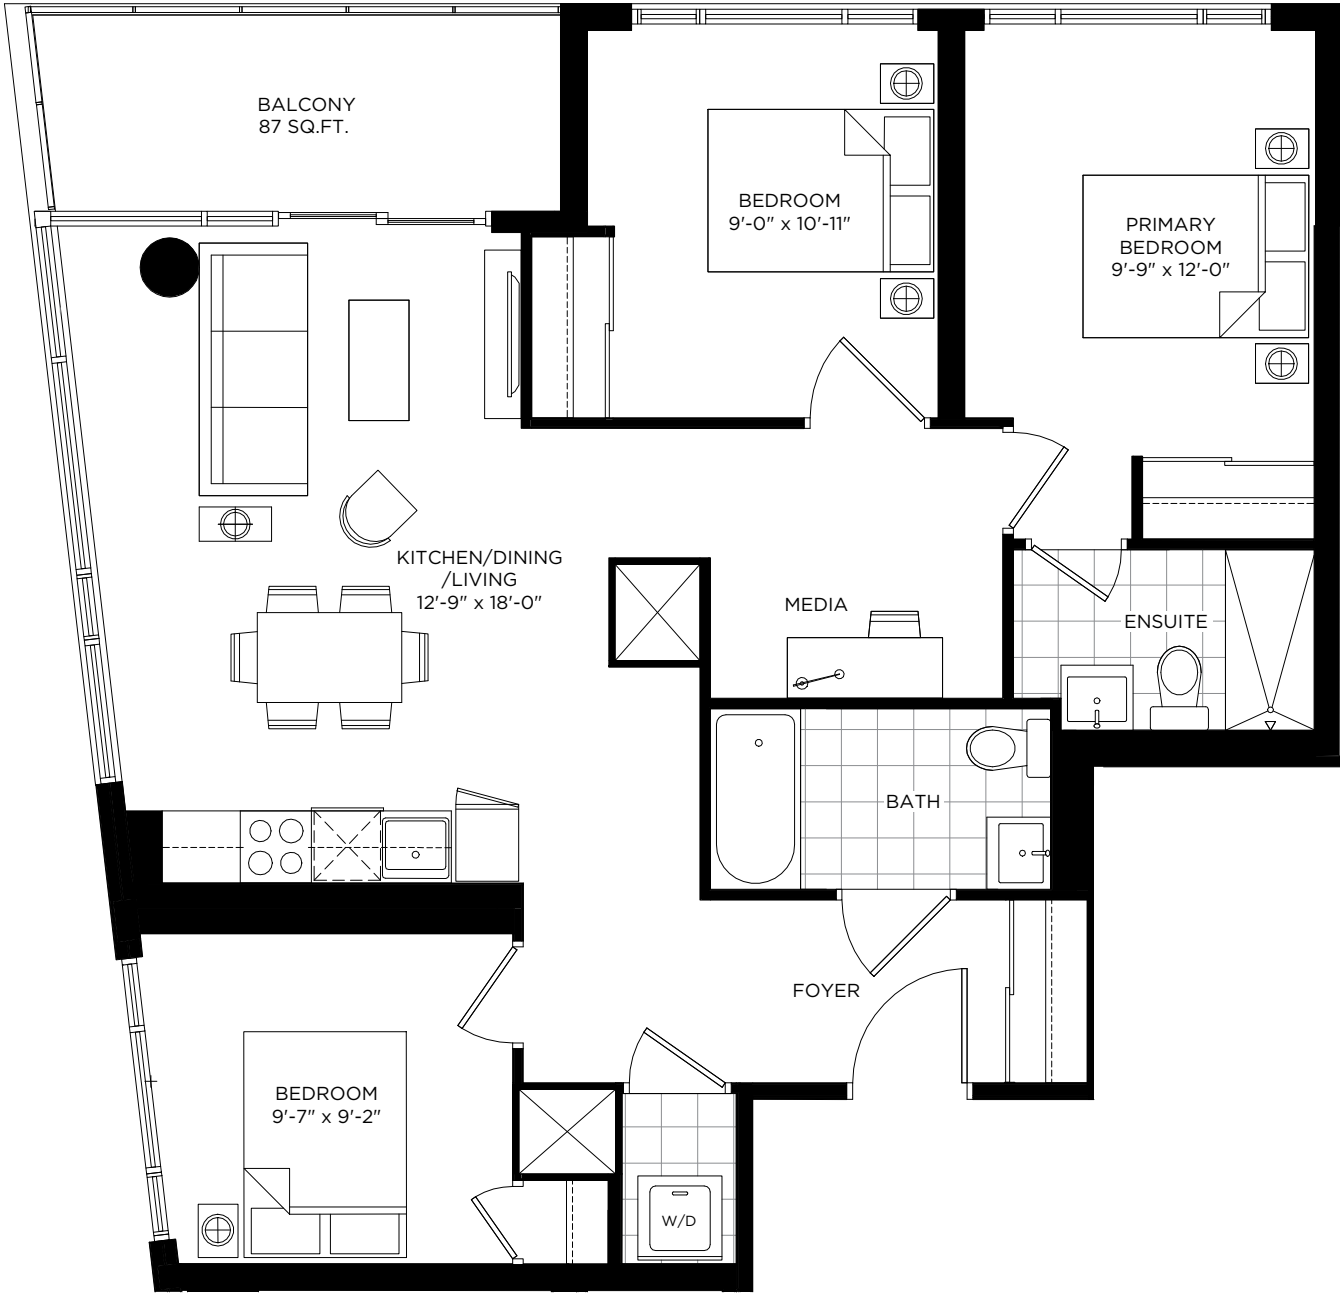 BALCONY
87 SQ.FT.
BEDROOM
9'-0" x 10'-11"
PRIMARY
BEDROOM
9'-9" x 12'-0"
KITCHEN/DINING
/LIVING
12'-9" x 18'-0"
MEDIA
ENSUITE
BATH
FOYER
BEDROOM
9'-7" x 9'-2"
W/D